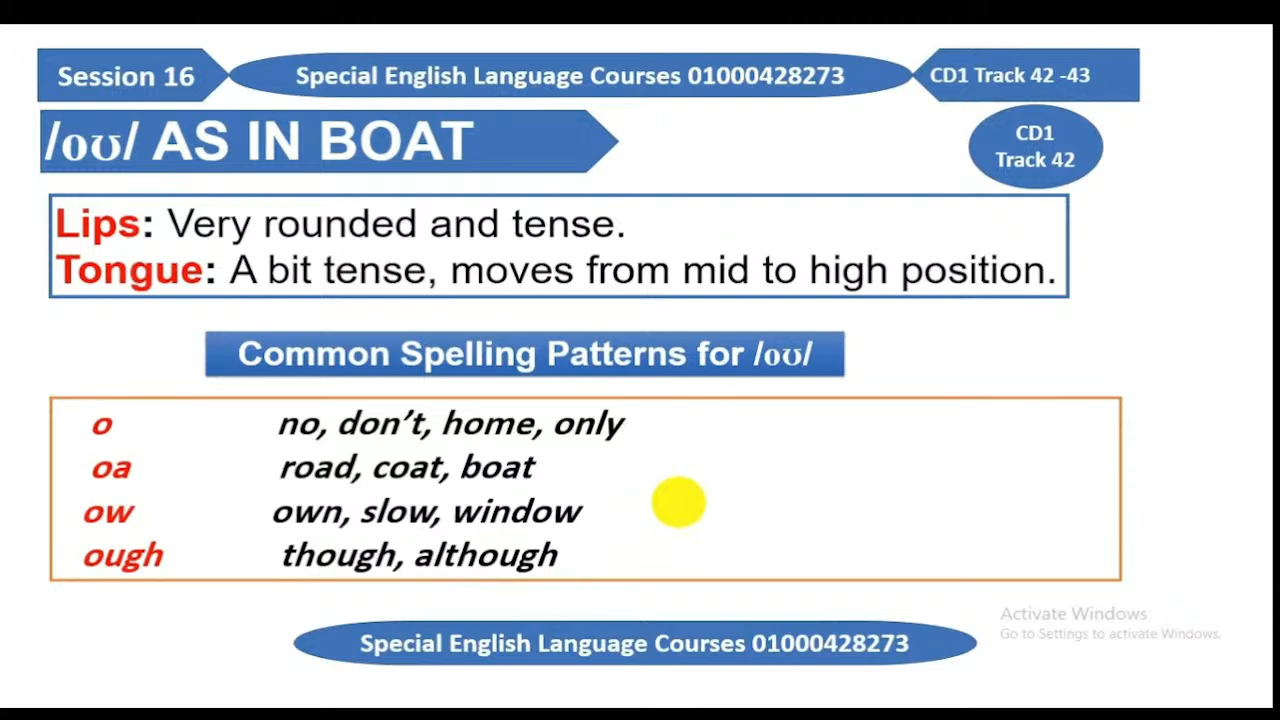 Session 16
Special English Language Courses 01000428273
CD1 Track 42 -43
/oʊ/ AS IN BOAT
CD1
Track 42
Lips: Very rounded and tense.
Tongue: A bit tense, moves from mid to high position.
Common Spelling Patterns for /oʊ/
o no, don’t, home, only
oa road, coat, boat
ow own, slow, window
ough though, although
Activate Windows
Go to Settings to activate Windows.
Special English Language Courses 01000428273